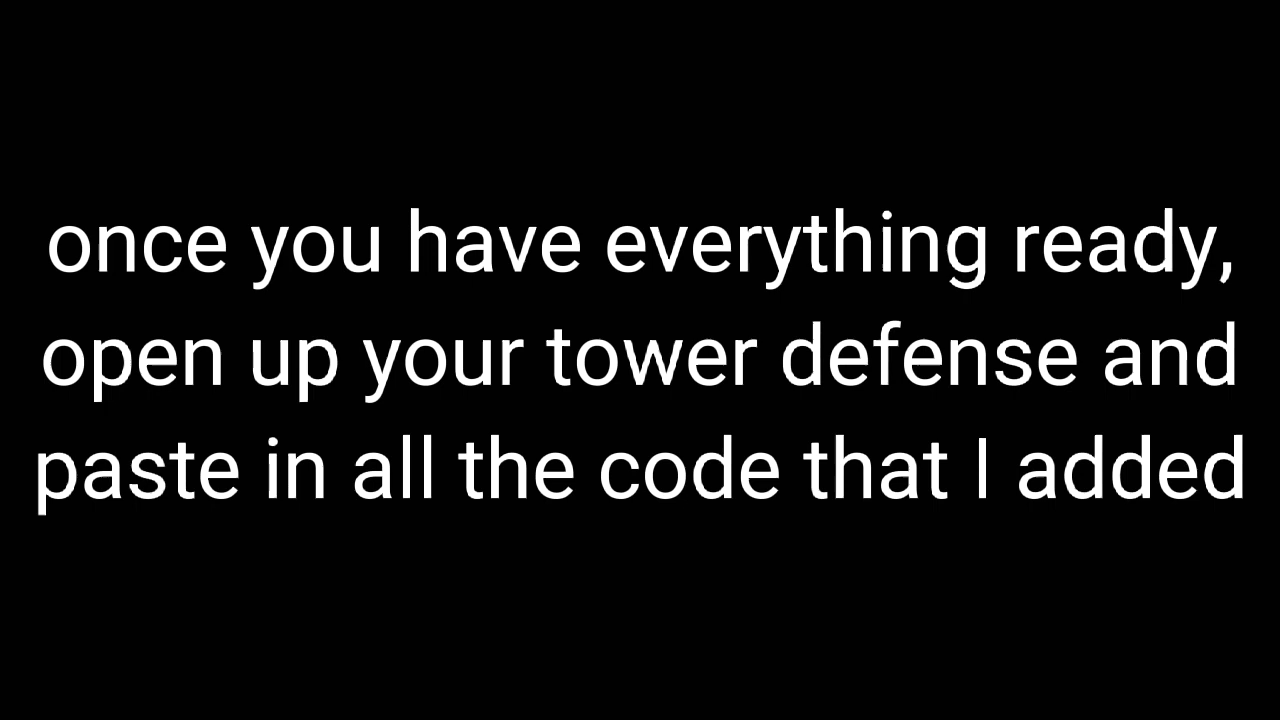 once you have everything ready,
open up your tower defense and
paste in all the code that I added